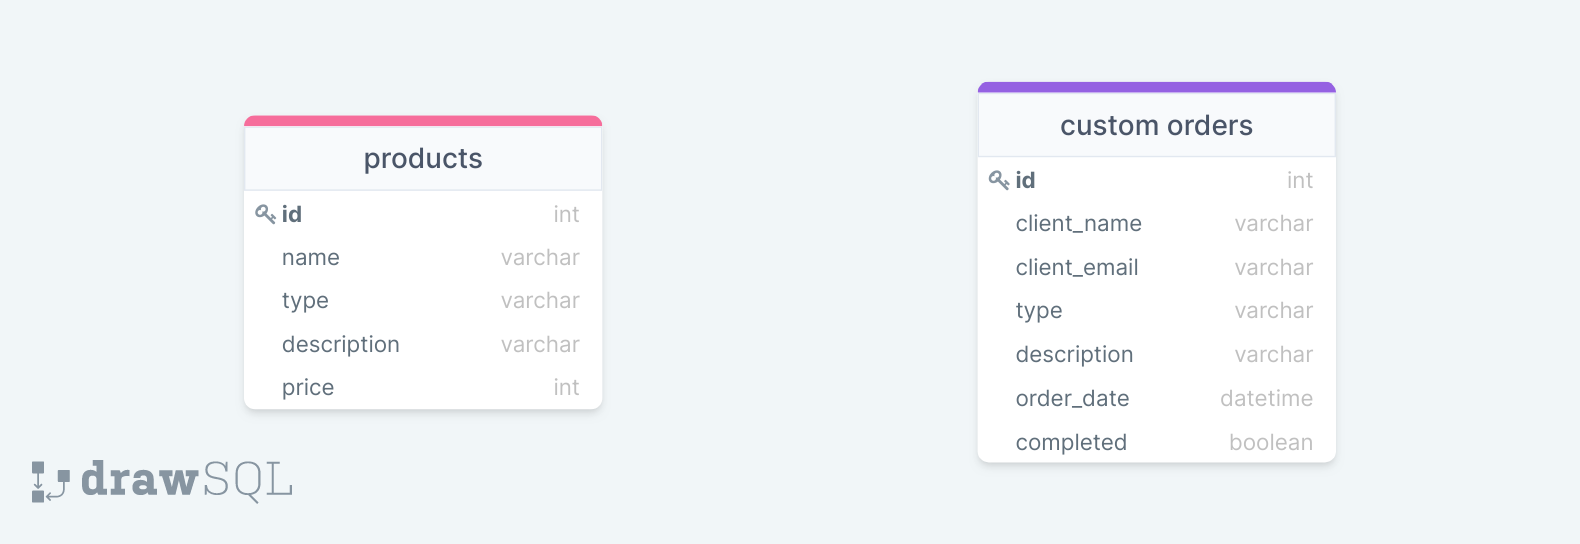 products
id int
name varchar
type varchar
description varchar
price int
custom orders
id int
client_name varchar
client_email varchar
type varchar
description varchar
order_date datetime
completed boolean
drawSQL